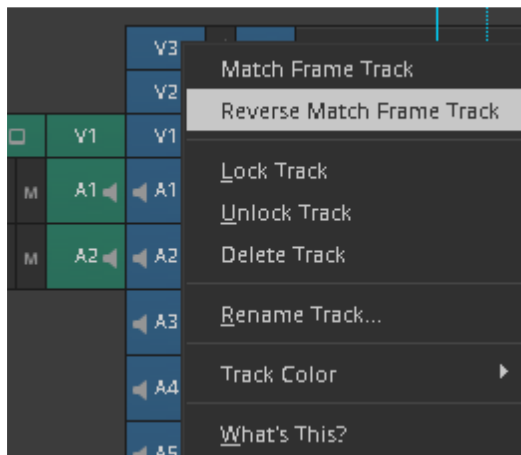 V3
Match Frame Track
V2
Reverse Match Frame Track
V1 V1
M A1 A1
Lock Track
Unlock Track
M A2 A2
Delete Track
A3
Rename Track...
A4
Track Color
What's This?
A5